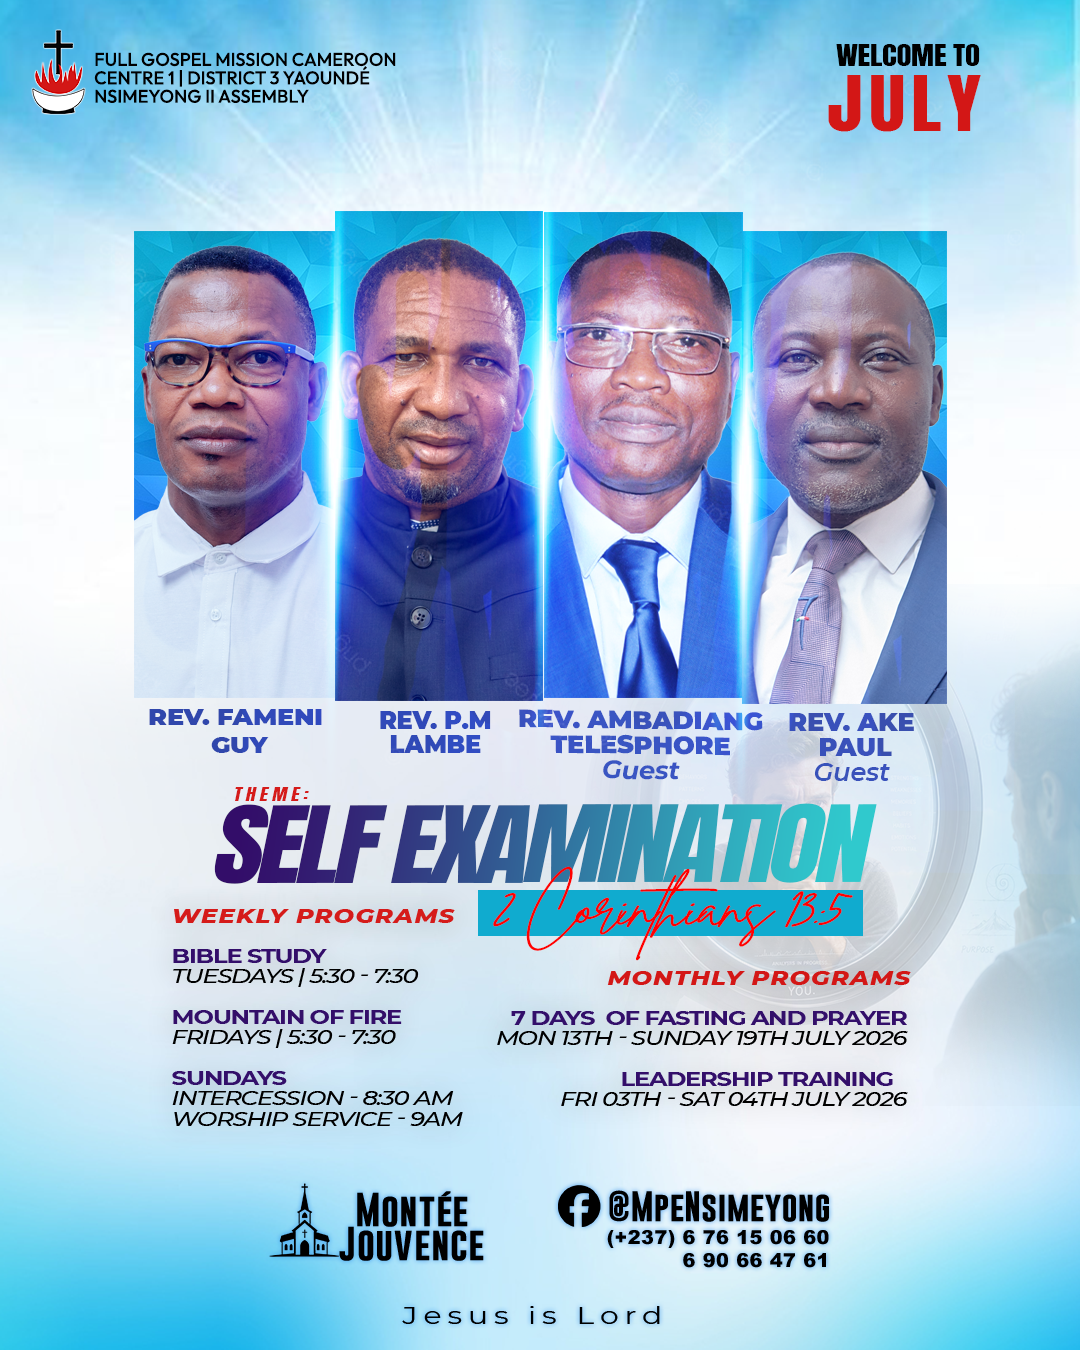 FULL GOSPEL MISSION CAMEROON
CENTRE 1 | DISTRICT 3 YAOUNDÉ
NSIMEYONG II ASSEMBLY
WELCOME TO
JULY
REV. FAMENI
GUY
REV. P.M
LAMBE
REV. AMBADIANG
TELESPHORE
Guest
REV. AKE
PAUL
Guest
THEME:
SELF EXAMINATION
2 Corinthians 13:5
WEEKLY PROGRAMS
BIBLE STUDY
TUESDAYS | 5:30 - 7:30
MOUNTAIN OF FIRE
FRIDAYS | 5:30 - 7:30
SUNDAYS
INTERCESSION - 8:30 AM
WORSHIP SERVICE - 9AM
MONTHLY PROGRAMS
YOU.
7 DAYS OF FASTING AND PRAYER
MON 13TH - SUNDAY 19TH JULY 2026
LEADERSHIP TRAINING
FRI 03TH - SAT 04TH JULY 2026
MONTÉE
JOUVENCE
@MPENSIMEYONG
(+237) 6 76 15 06 60
6 90 66 47 61
Jesus is Lord